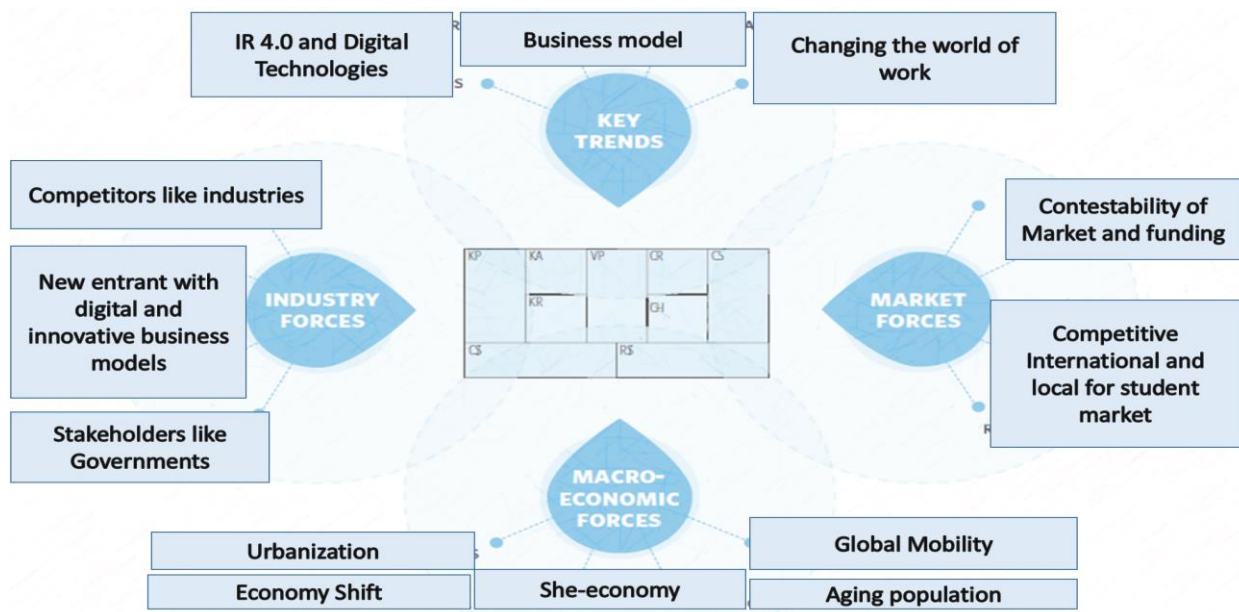 IR 4.0 and Digital
Technologies
Business model
Changing the world of
work
S
KEY
TRENDS
Competitors like industries
New entrant with
digital and
innovative business
models
Stakeholders like
Governments
INDUSTRY
FORCES
KP
KA
VP
CR
CS
KR
CH
C$
R$
MARKET
FORCES
Contestability of
Market and funding
Competitive
International and
local for student
market
R
MACRO-
ECONOMIC
FORCES
Urbanization
S
Economy Shift
She-economy
Global Mobility
Aging population